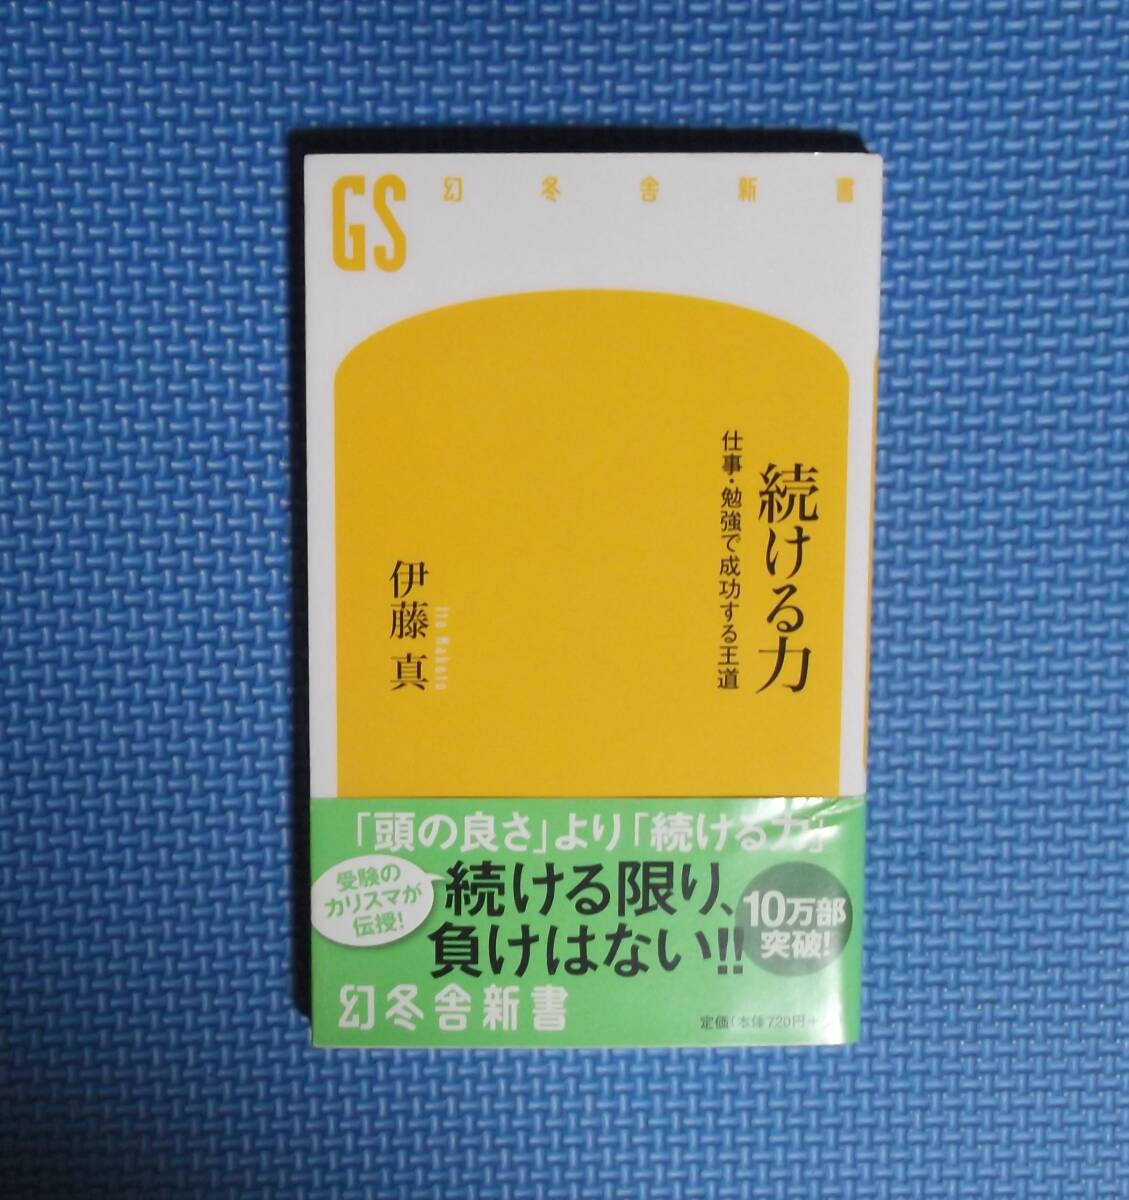 GS
幻冬舎新書
続ける力
仕事・勉強で成功する王道
伊藤 真
Ito Makoto
「頭の良さ」より「続ける力」
受験の
カリスマが
伝授!
続ける限り、
負けはない!!
10万部
突破!
幻冬舎新書
定価(本体720円+